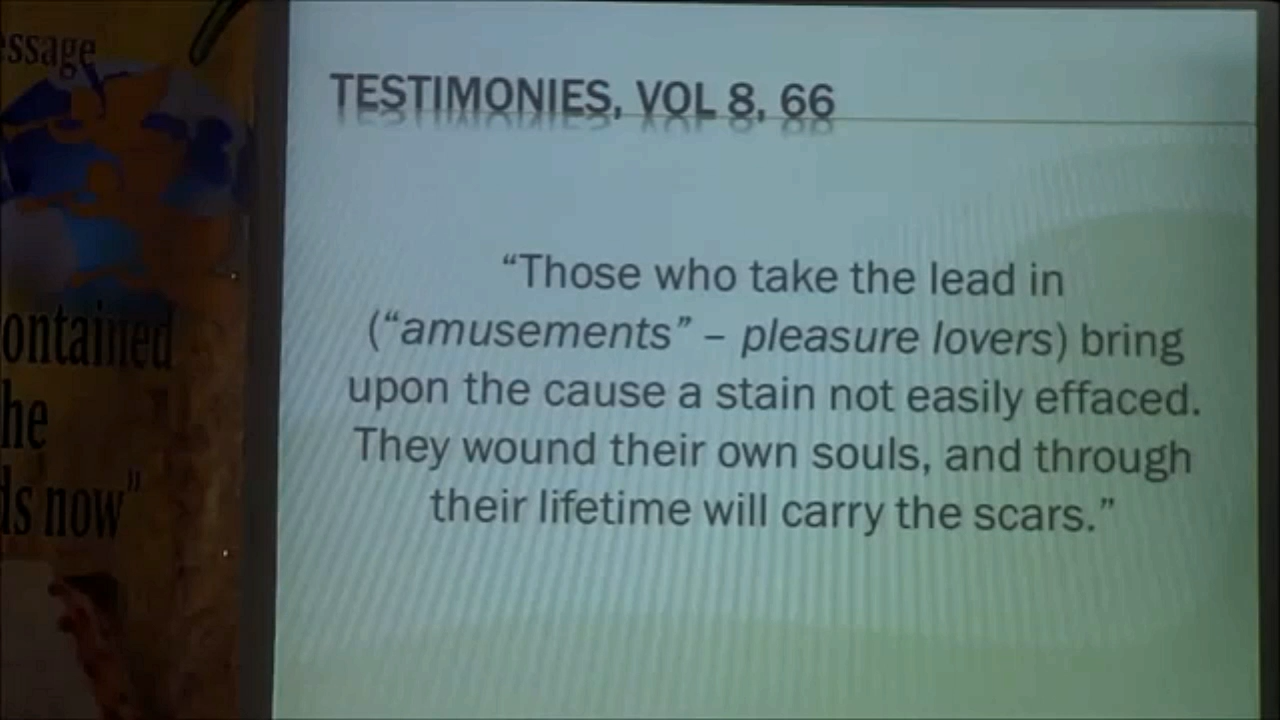 essage
ontained
he
ds now”
TESTIMONIES, VOL 8, 66
“Those who take the lead in
(“amusements” – pleasure lovers) bring
upon the cause a stain not easily effaced.
They wound their own souls, and through
their lifetime will carry the scars.”